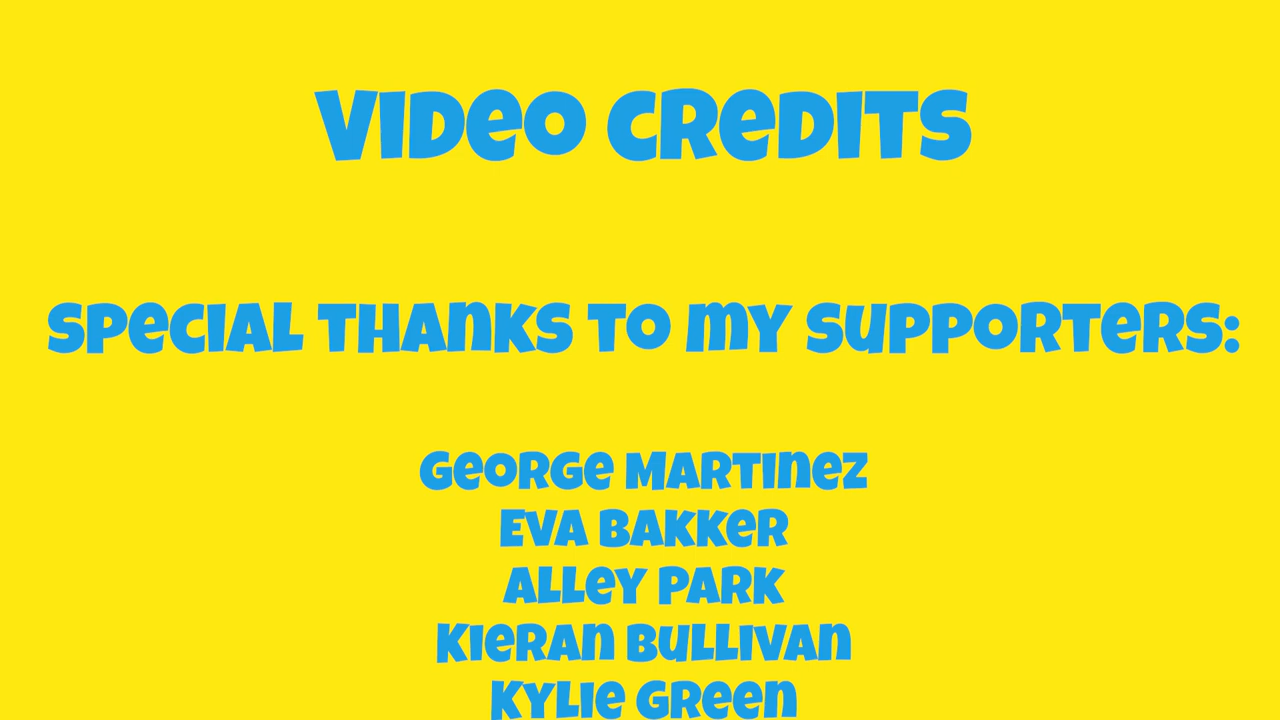 Video Credits
Special Thanks to my Supporters:
George Martinez
Eva Bakker
Alley Park
Kieran Bullivan
Kylie Green